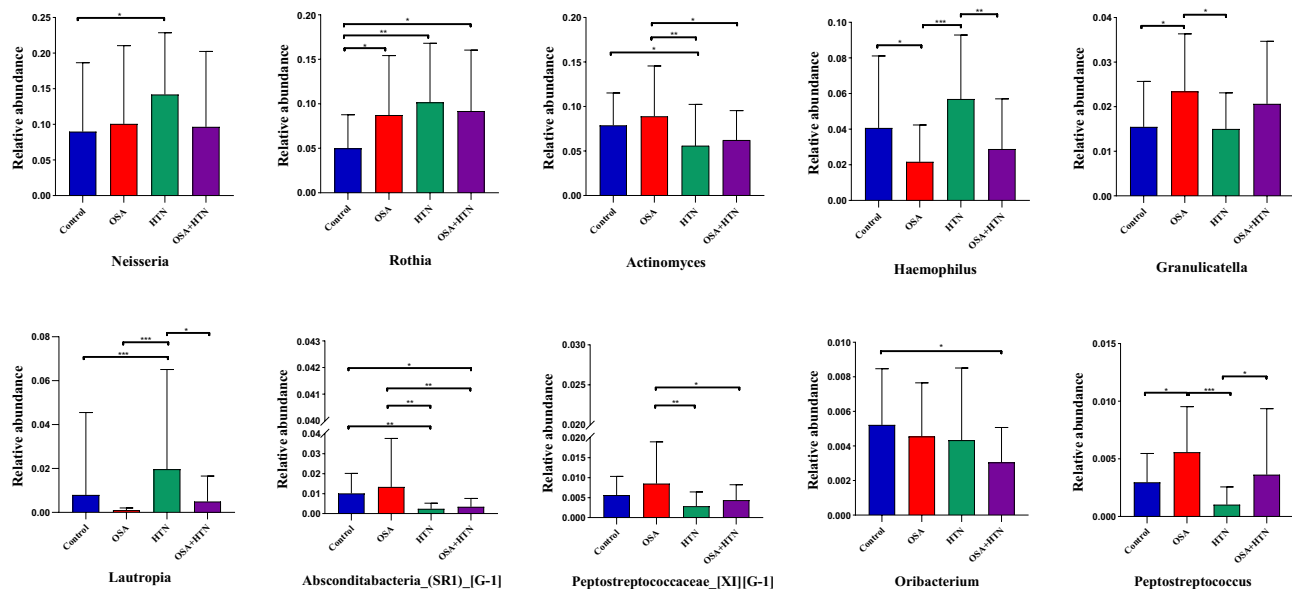 Relative abundance
0.25
0.20
0.15
0.10
0.05
0.00
*
Control
OSA
HTN
OSA+HTN
Neisseria
Relative abundance
0.20
0.15
0.10
0.05
0.00
*
**
*
Control
OSA
HTN
OSA+HTN
Rothia
Relative abundance
0.20
0.15
0.10
0.05
0.00
*
**
*
Control
OSA
HTN
OSA+HTN
Actinomyces
Relative abundance
0.10
0.08
0.06
0.04
0.02
0.00
***
**
*
Control
OSA
HTN
OSA+HTN
Haemophilus
Relative abundance
0.04
0.03
0.02
0.01
0.00
*
*
Control
OSA
HTN
OSA+HTN
Granulicatella
Relative abundance
0.08
0.06
0.04
0.02
0.00
*
***
***
Control
OSA
HTN
OSA+HTN
Lautropia
Relative abundance
0.043
0.042
0.041
0.040
0.04
0.03
0.02
0.01
0.00
*
**
**
**
Control
OSA
HTN
OSA+HTN
Absconditabacteria_(SR1)_[G-1]
Relative abundance
0.030
0.025
0.020
0.020
0.015
0.010
0.005
0.000
*
**
Control
OSA
HTN
OSA+HTN
Peptostreptococcaceae_[XI][G-1]
Relative abundance
0.010
0.008
0.006
0.004
0.002
0.000
*
Control
OSA
HTN
OSA+HTN
Oribacterium
Relative abundance
0.015
0.010
0.005
0.000
*
*
***
Control
OSA
HTN
OSA+HTN
Peptostreptococcus